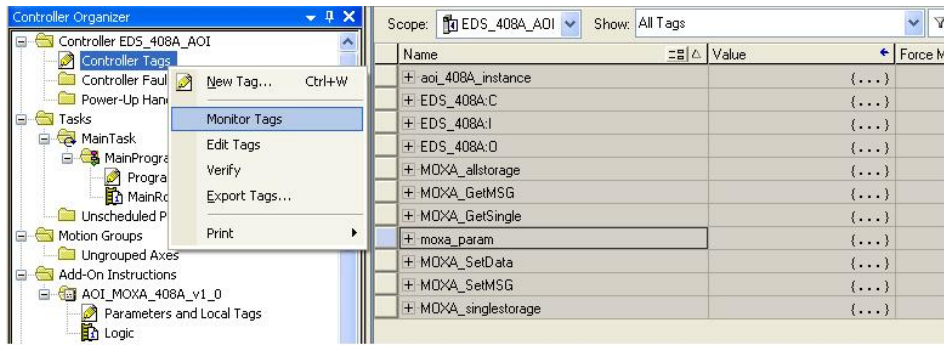 Controller Organizer
Controller EDS_408A_AOI
Controller Tags
Controller Faul
Power-Up Han
Tasks
MainTask
MainProgra
Progra
MainRo
Unscheduled P
Motion Groups
Ungrouped Axes
Add-On Instructions
AOI_MOXA_408A_v1_0
Parameters and Local Tags
Logic
New Tag... Ctrl+W
Monitor Tags
Edit Tags
Verify
Export Tags...
Print
Scope: EDS_408A_AOI Show: All Tags
Name Value Force M
aoi_408A_instance {...}
EDS_408A:C {...}
EDS_408A:I {...}
EDS_408A:O {...}
MOXA_allstorage {...}
MOXA_GetMSG {...}
MOXA_GetSingle {...}
moxa_param {...}
MOXA_SetData {...}
MOXA_SetMSG {...}
MOXA_singlestorage {...}